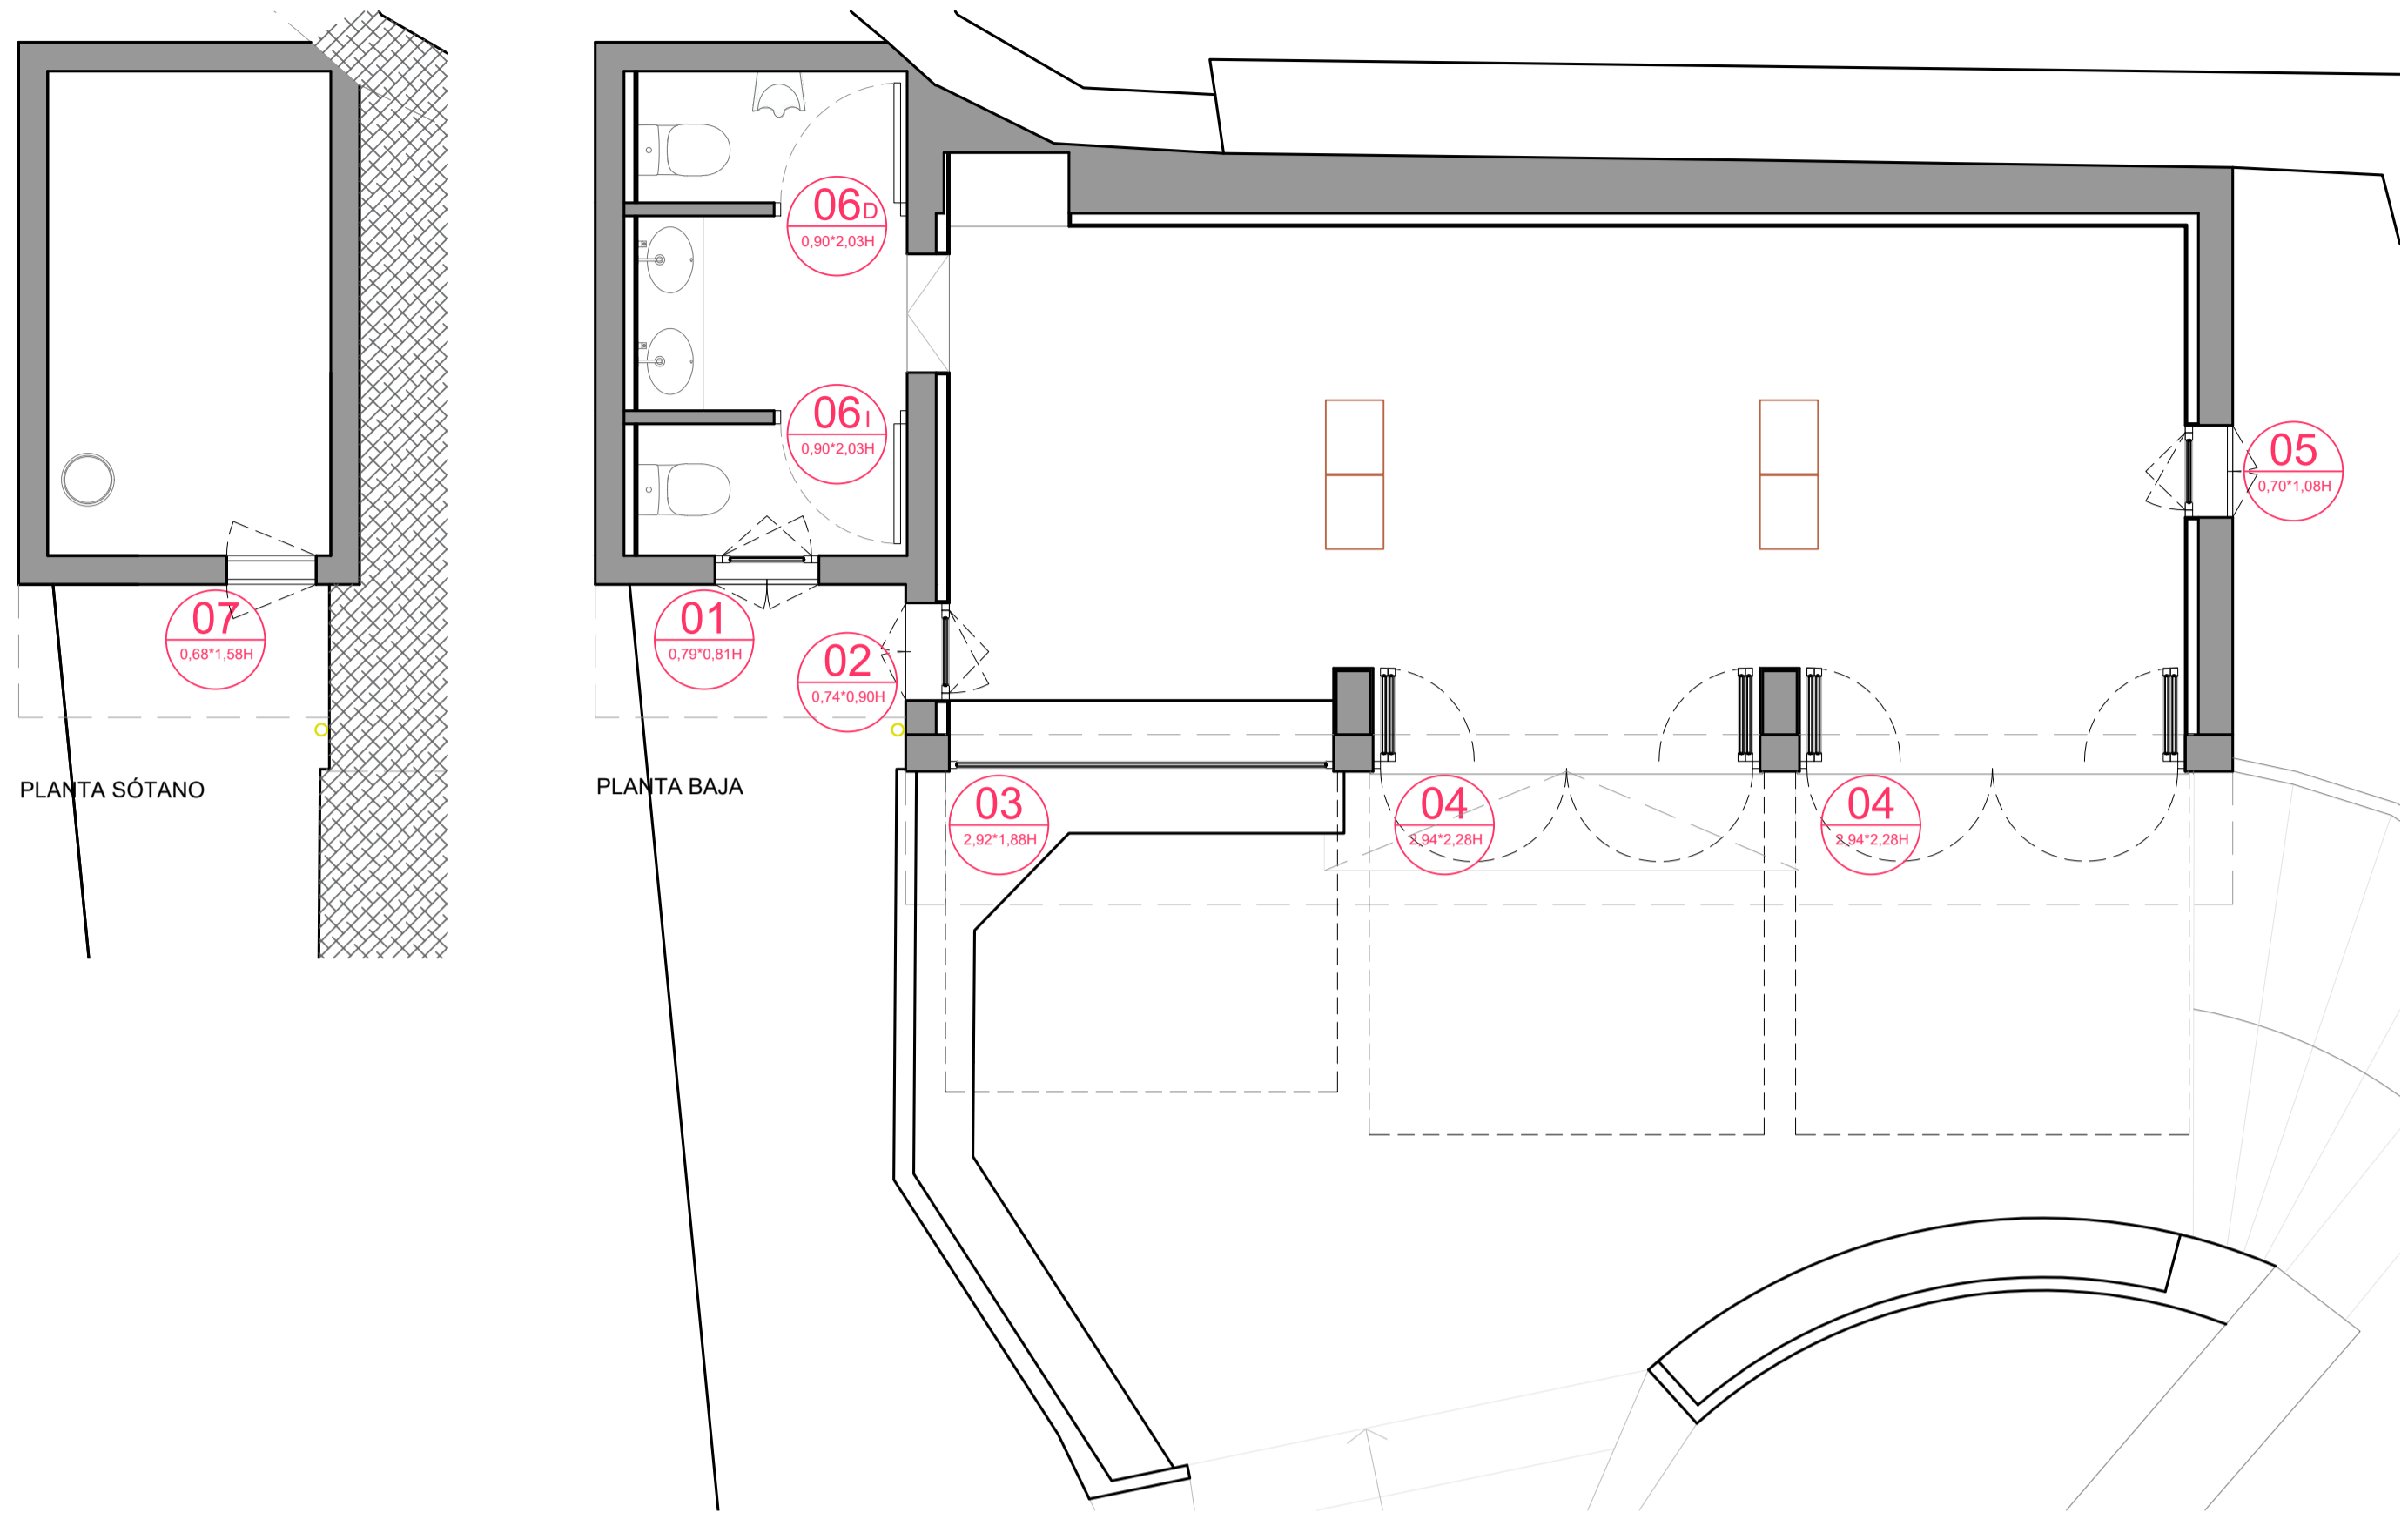 06D
0,90*2,03H
06I
0,90*2,03H
05
0,70*1,08H
07
0,68*1,58H
01
0,79*0,81H
02
0,74*0,90H
PLANTA SÓTANO
PLANTA BAJA
03
2,92*1,88H
04
2,94*2,28H
04
2,94*2,28H